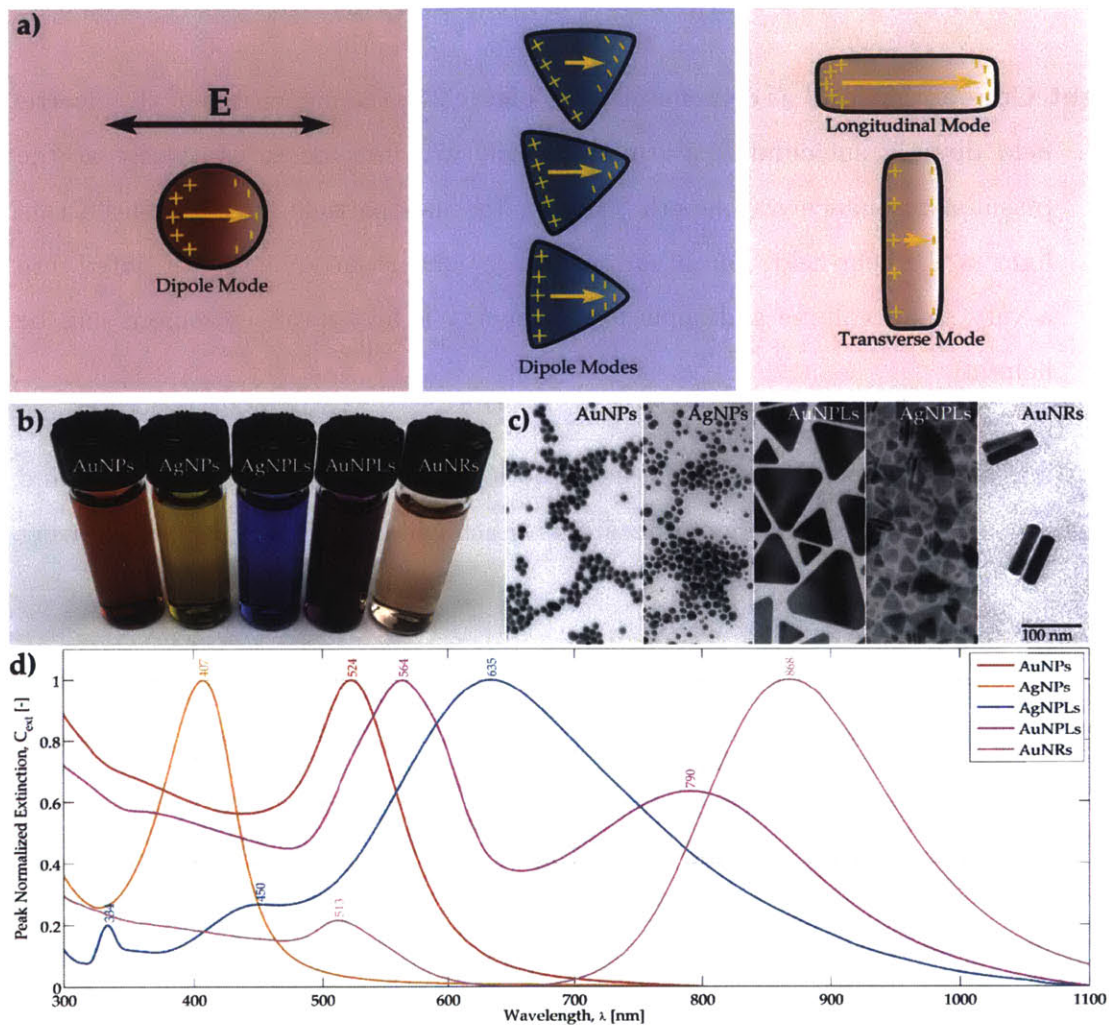 a)
E
Dipole Mode
Dipole Modes
Longitudinal Mode
Transverse Mode
b)
AuNPs
AgNPs
AgNPLs
AuNPLs
AuNRs
c)
AuNPs
AgNPs
AuNPLs
AgNPLs
AuNRs
100 nm
d)
Peak Normalized Extinction, C_ext [-]
1
0.8
0.6
0.4
0.2
0
334
407
450
513
524
564
635
790
868
AuNPs
AgNPs
AgNPLs
AuNPLs
AuNRs
300 400 500 600 700 800 900 1000 1100
Wavelength, λ [nm]